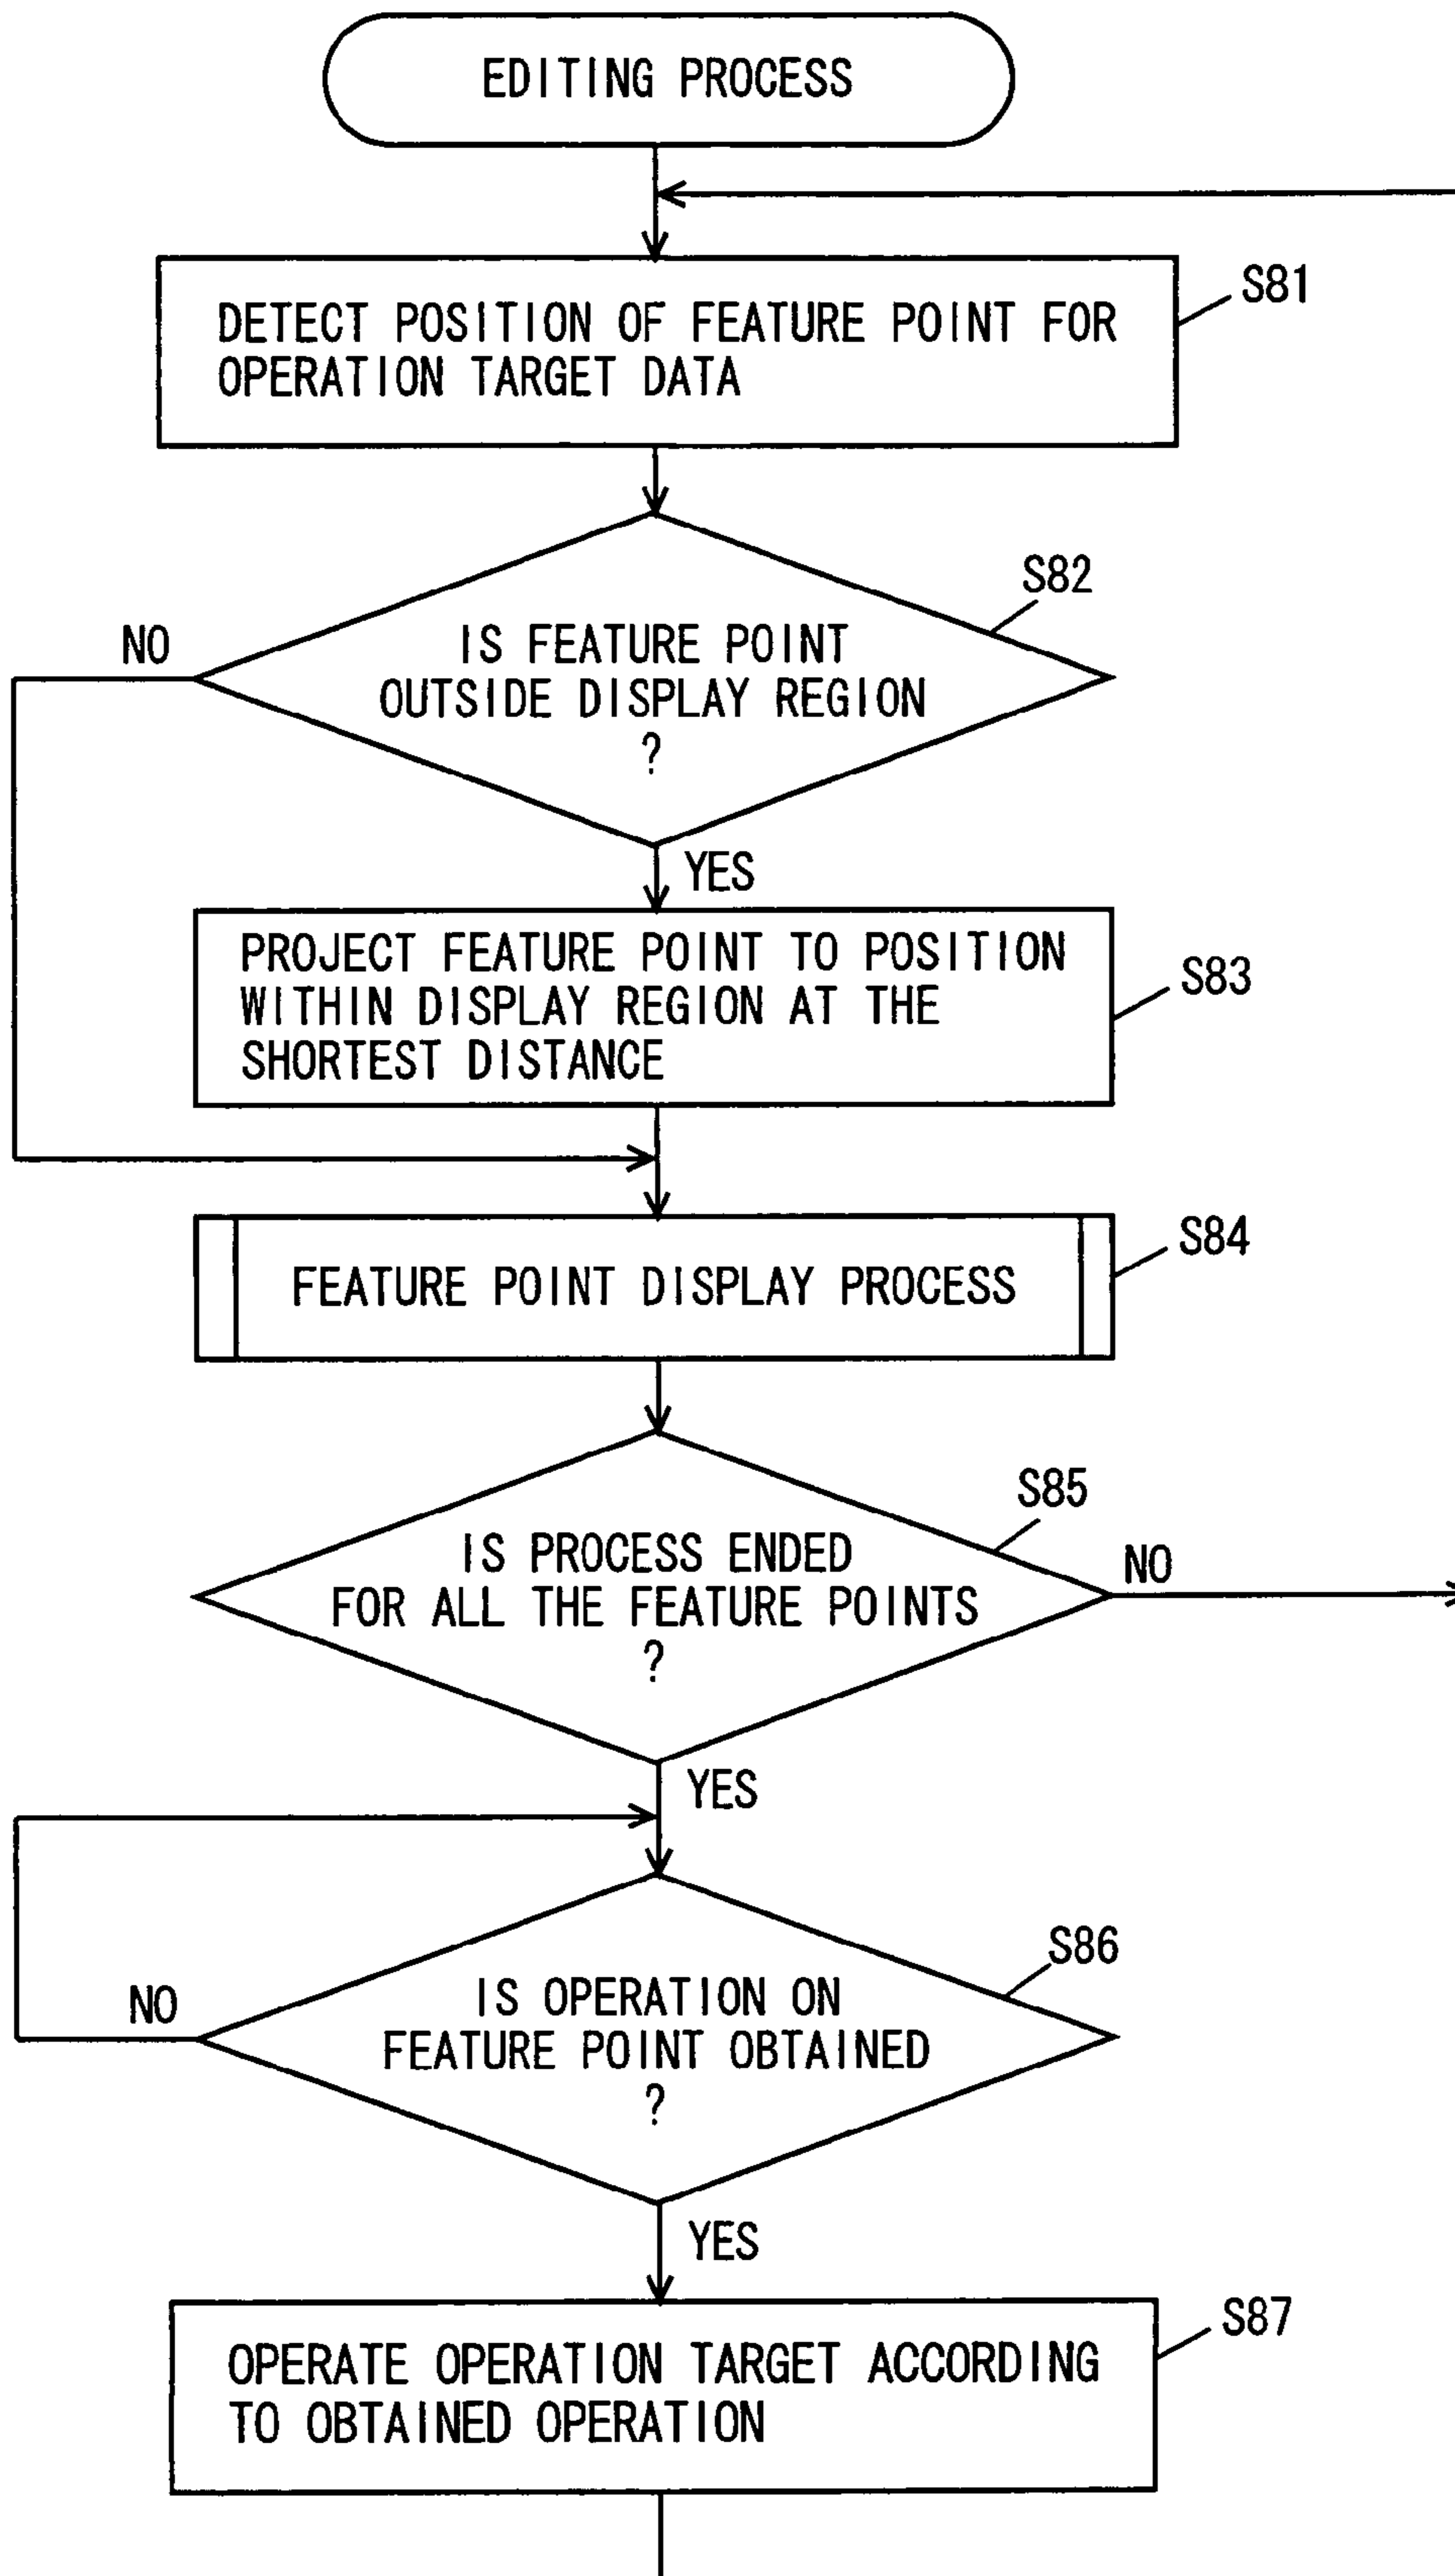 EDITING PROCESS
S81
DETECT POSITION OF FEATURE POINT FOR
OPERATION TARGET DATA
S82
NO
IS FEATURE POINT
OUTSIDE DISPLAY REGION
?
YES
PROJECT FEATURE POINT TO POSITION
WITHIN DISPLAY REGION AT THE
SHORTEST DISTANCE
S83
S84
FEATURE POINT DISPLAY PROCESS
S85
IS PROCESS ENDED
FOR ALL THE FEATURE POINTS
?
NO
YES
S86
NO
IS OPERATION ON
FEATURE POINT OBTAINED
?
YES
S87
OPERATE OPERATION TARGET ACCORDING
TO OBTAINED OPERATION